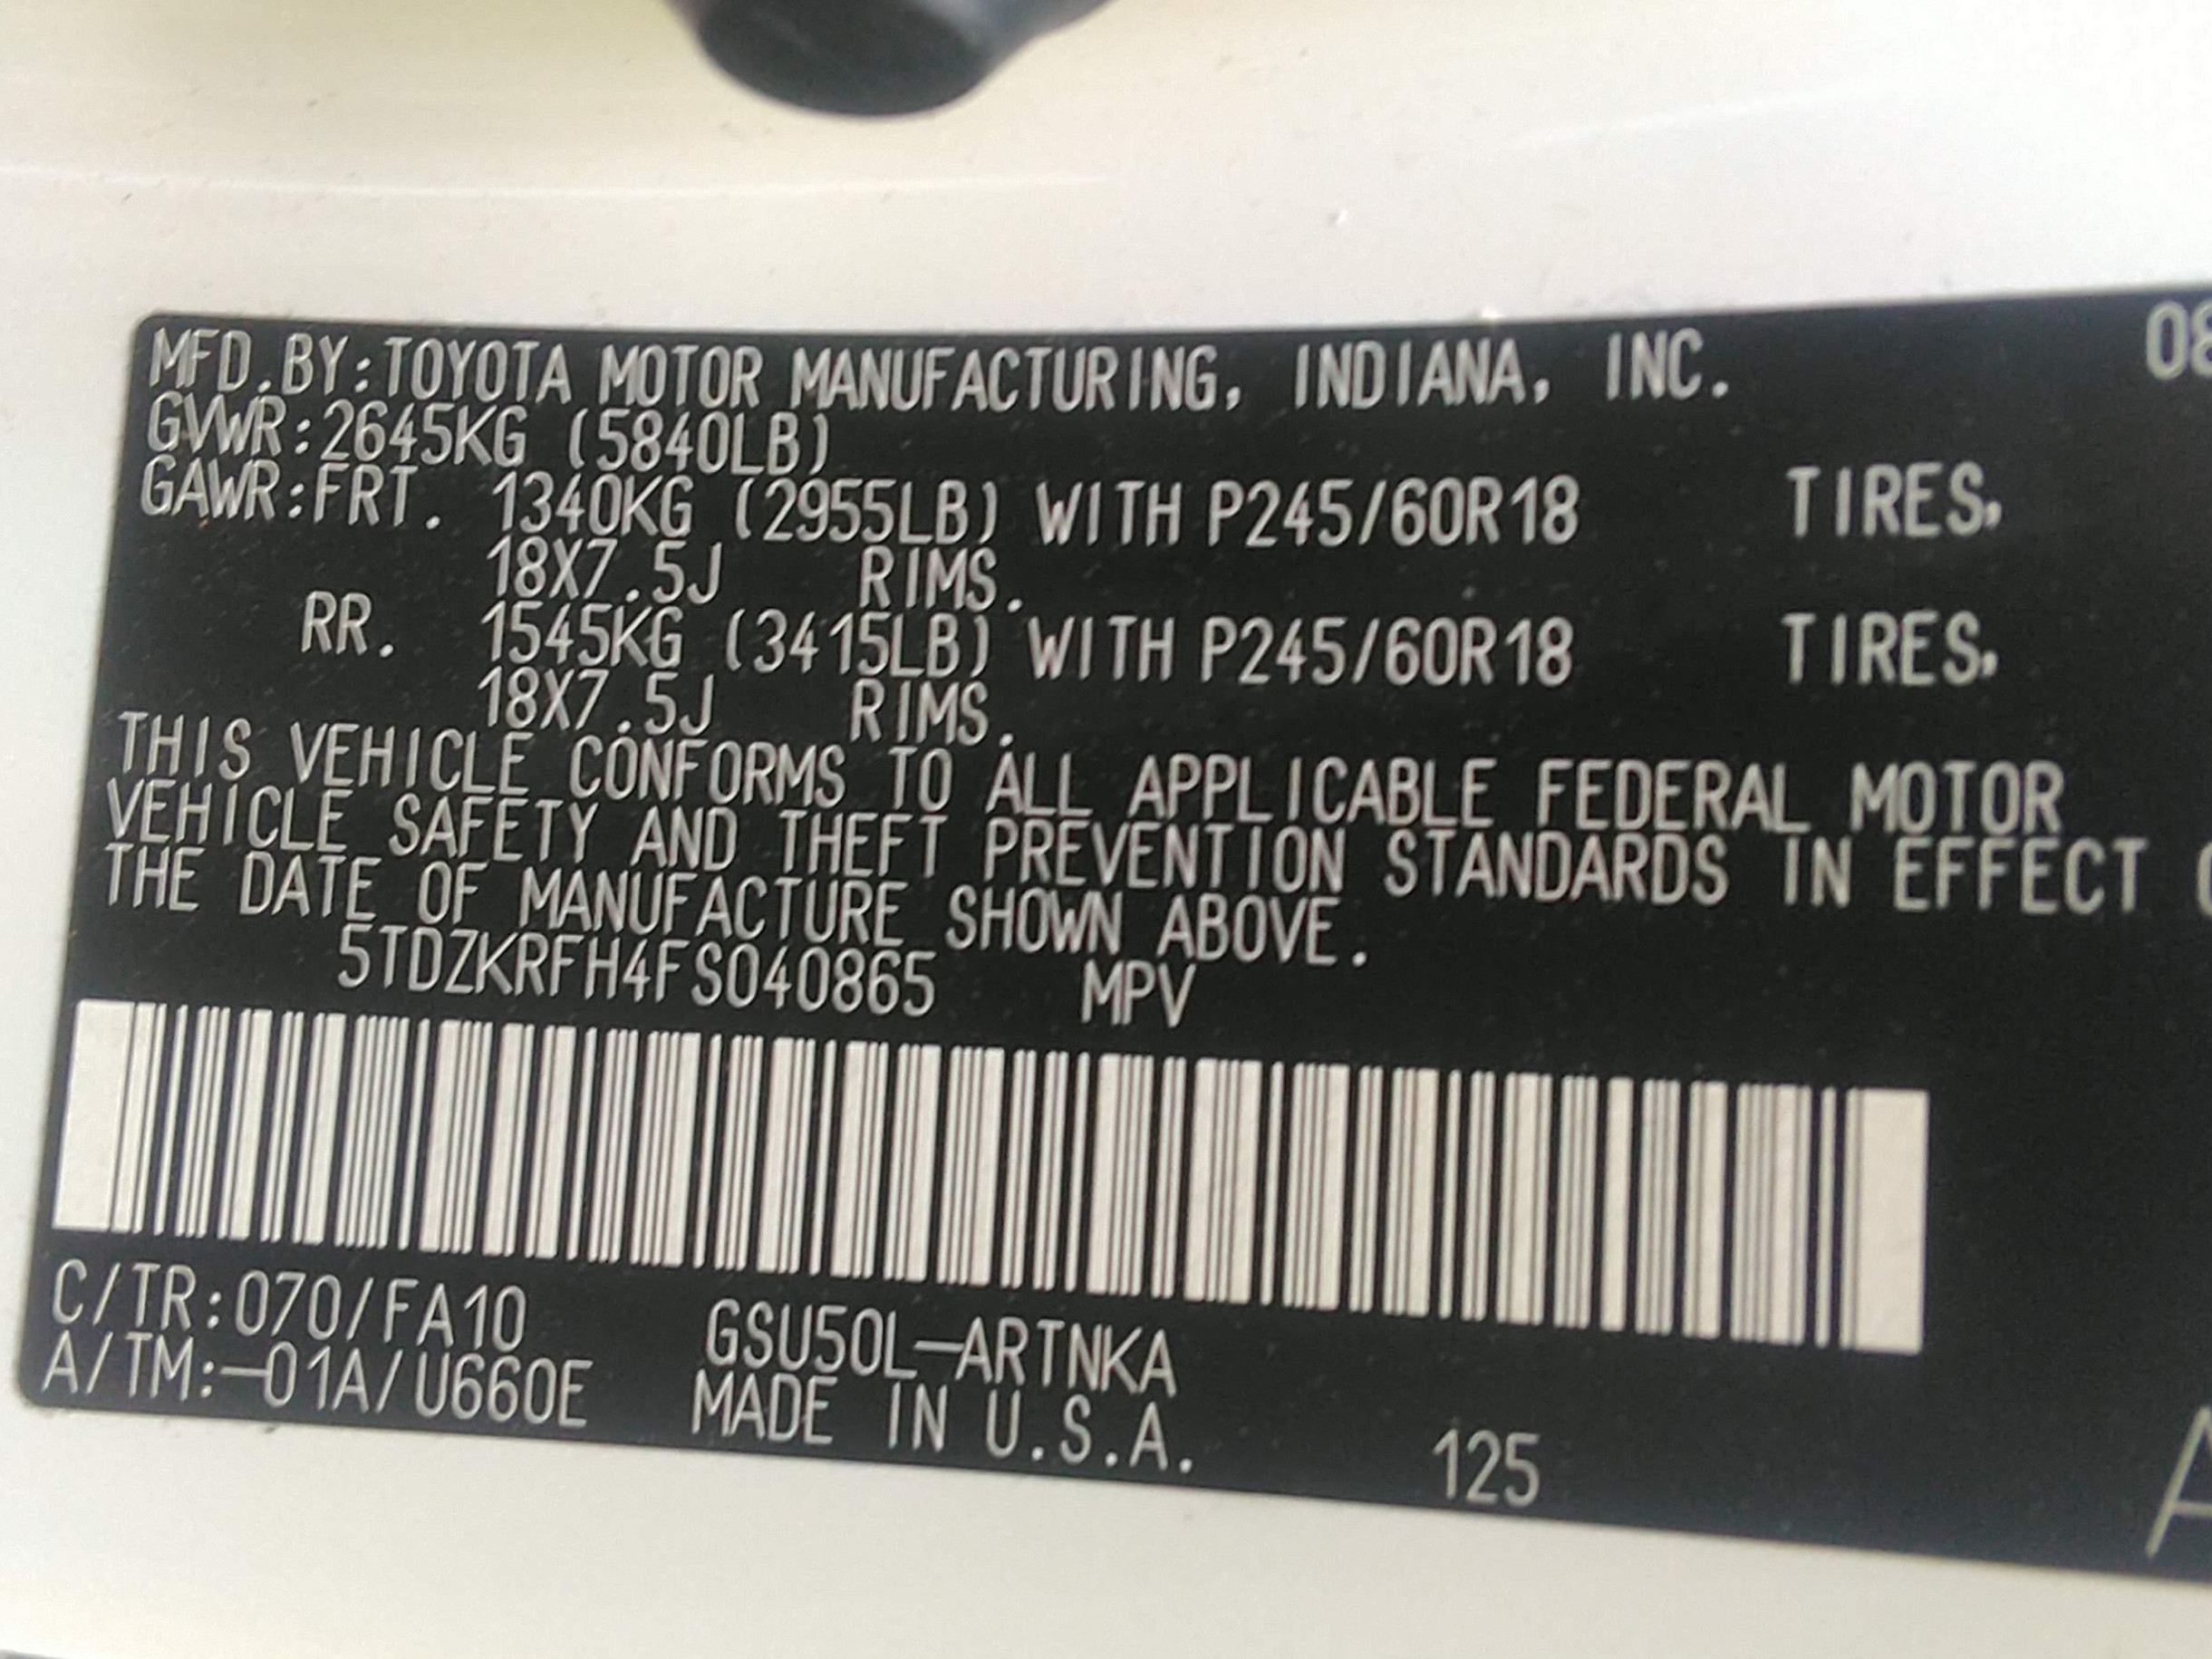 MFD.BY:TOYOTA MOTOR MANUFACTURING, INDIANA, INC. 08
GVWR:2645KG (5840LB)
GAWR:FRT. 1340KG (2955LB) WITH P245/60R18 TIRES,
18X7.5J RIMS.
RR. 1545KG (3415LB) WITH P245/60R18 TIRES,
18X7.5J RIMS.
THIS VEHICLE CONFORMS TO ALL APPLICABLE FEDERAL MOTOR
VEHICLE SAFETY AND THEFT PREVENTION STANDARDS IN EFFECT
THE DATE OF MANUFACTURE SHOWN ABOVE.
5TDZKRFH4FS040865 MPV
C/TR:070/FA10 GSU50L-ARTNKA
A/TM:-01A/U660E MADE IN U.S.A. 125